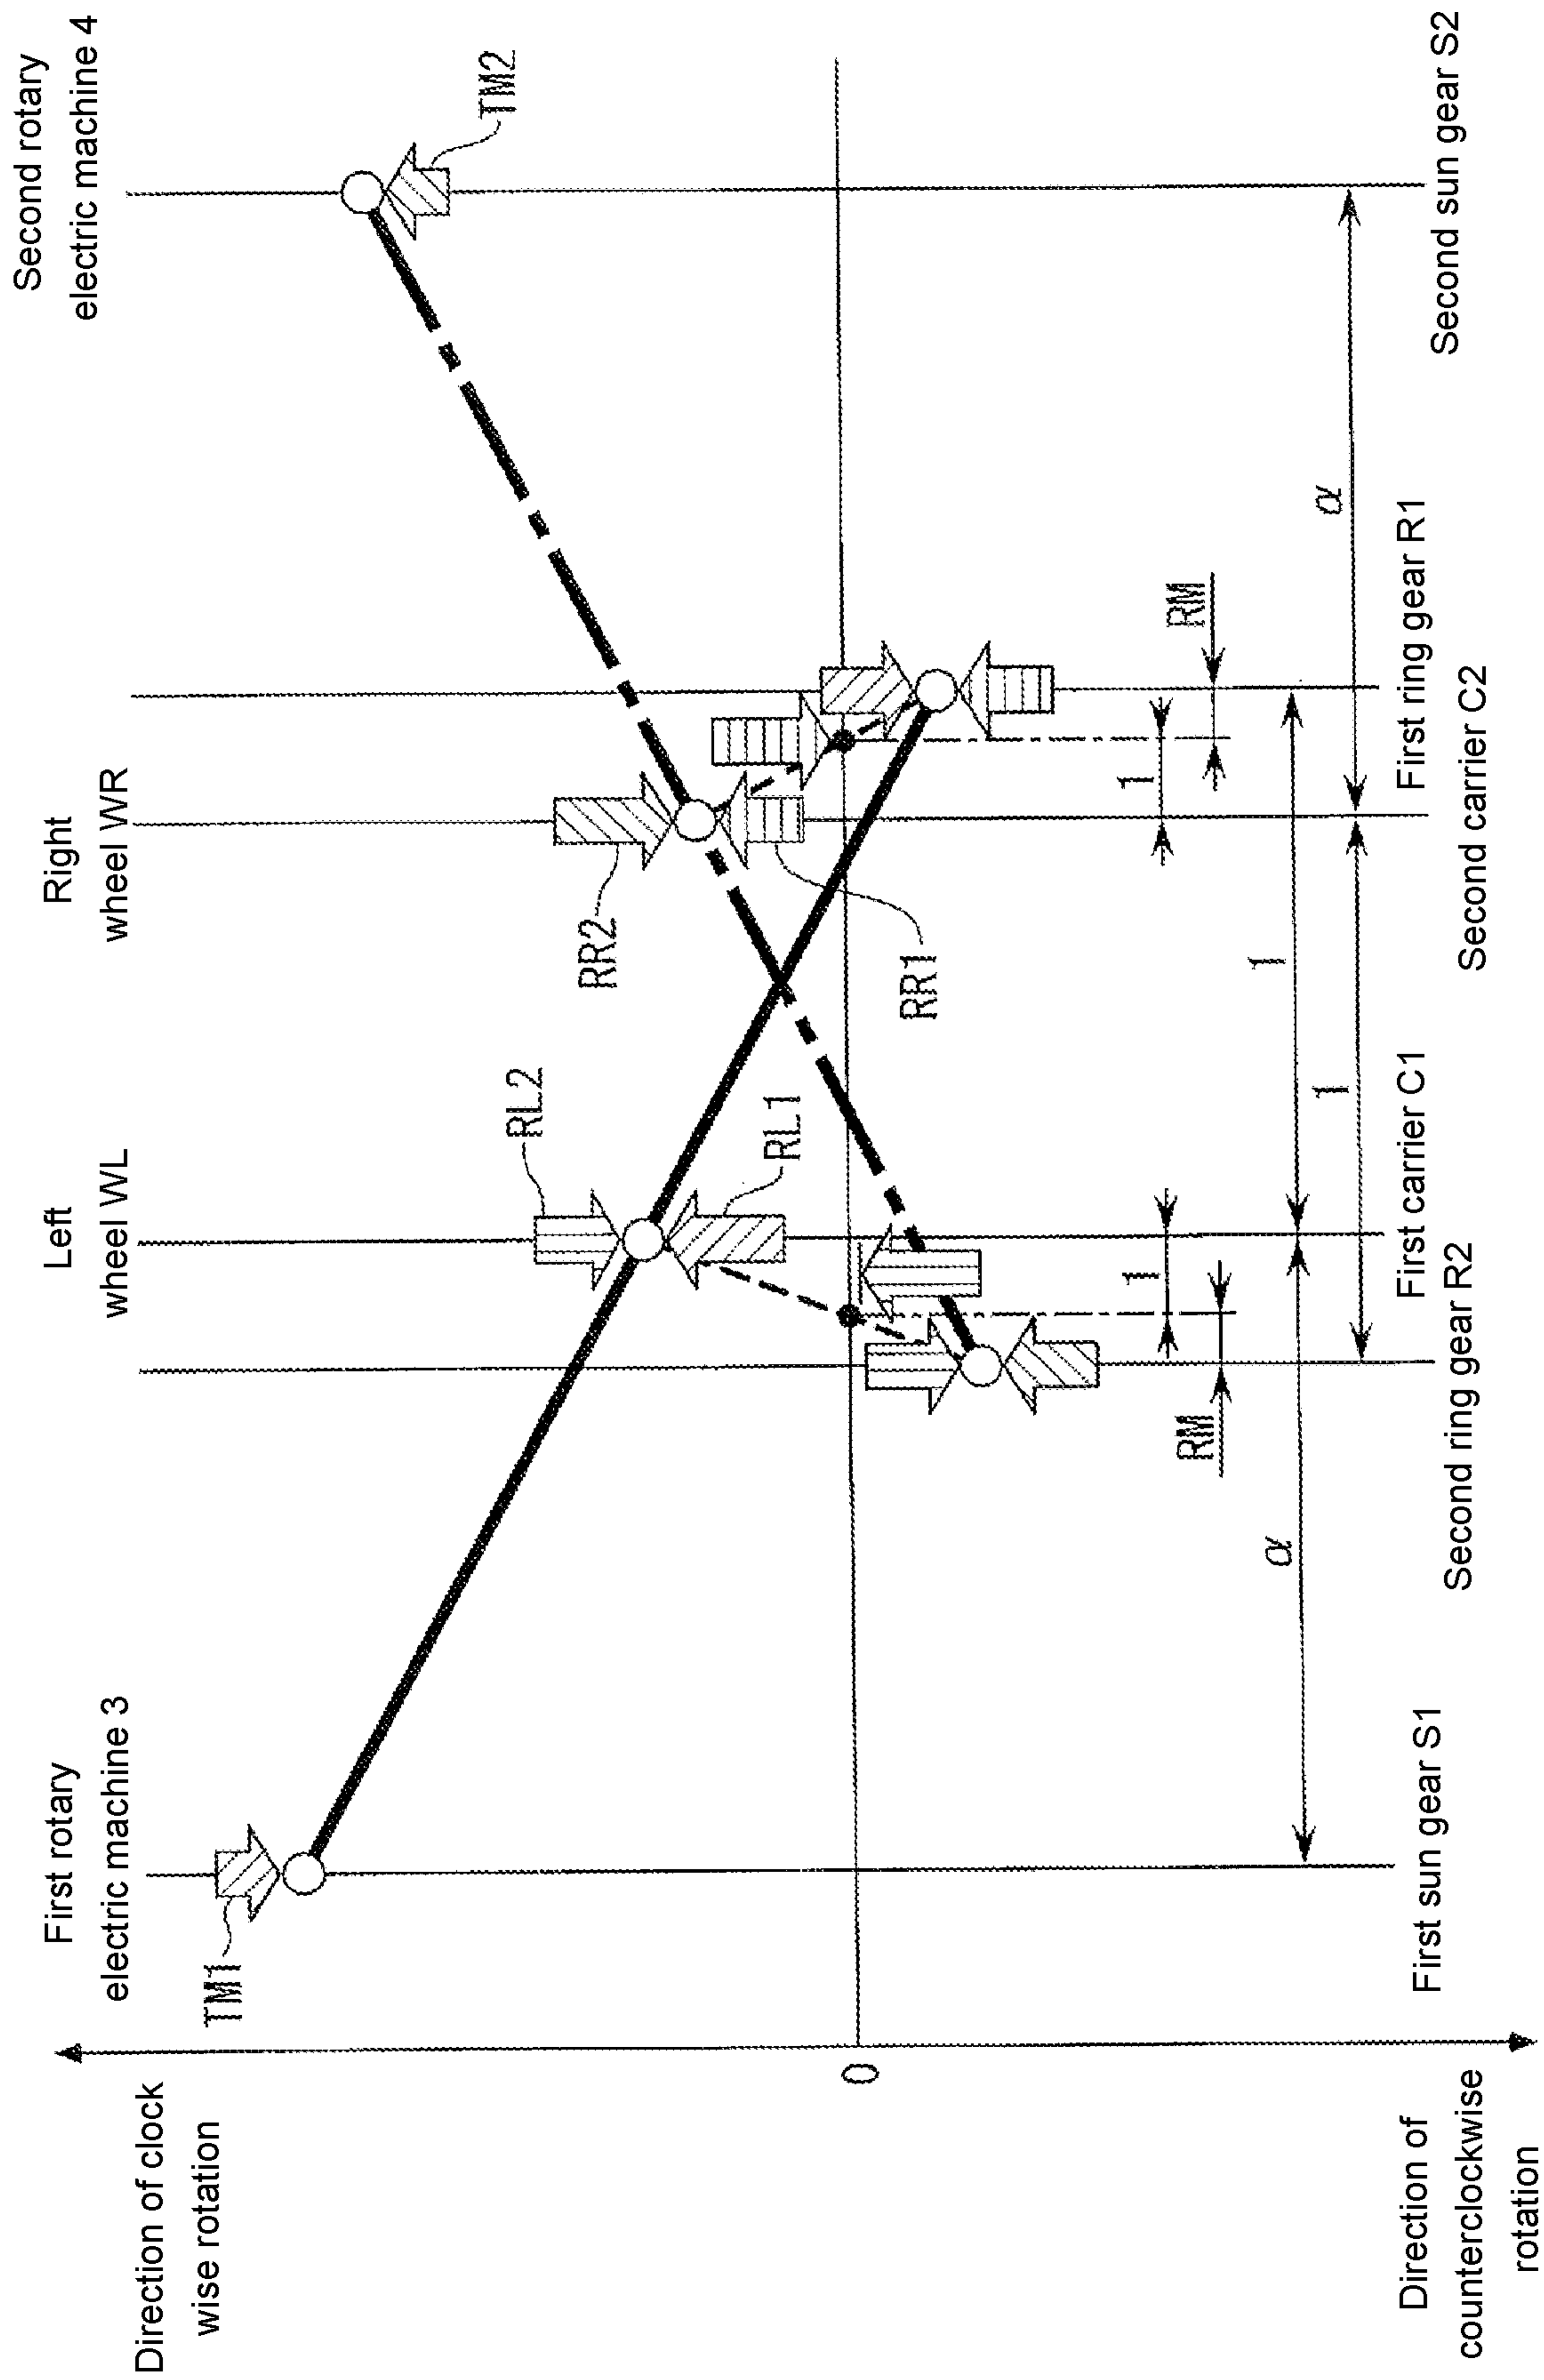 Direction of clock
wise rotation
First rotary
electric machine 3
Left
wheel WL
Right
wheel WR
Second rotary
electric machine 4
TM1
RL2
RL1
RR2
RR1
TM2
0
RM
1
1
RM
α
1
1
α
First sun gear S1
First carrier C1
Second ring gear R2
First ring gear R1
Second carrier C2
Second sun gear S2
Direction of
counterclockwise
rotation